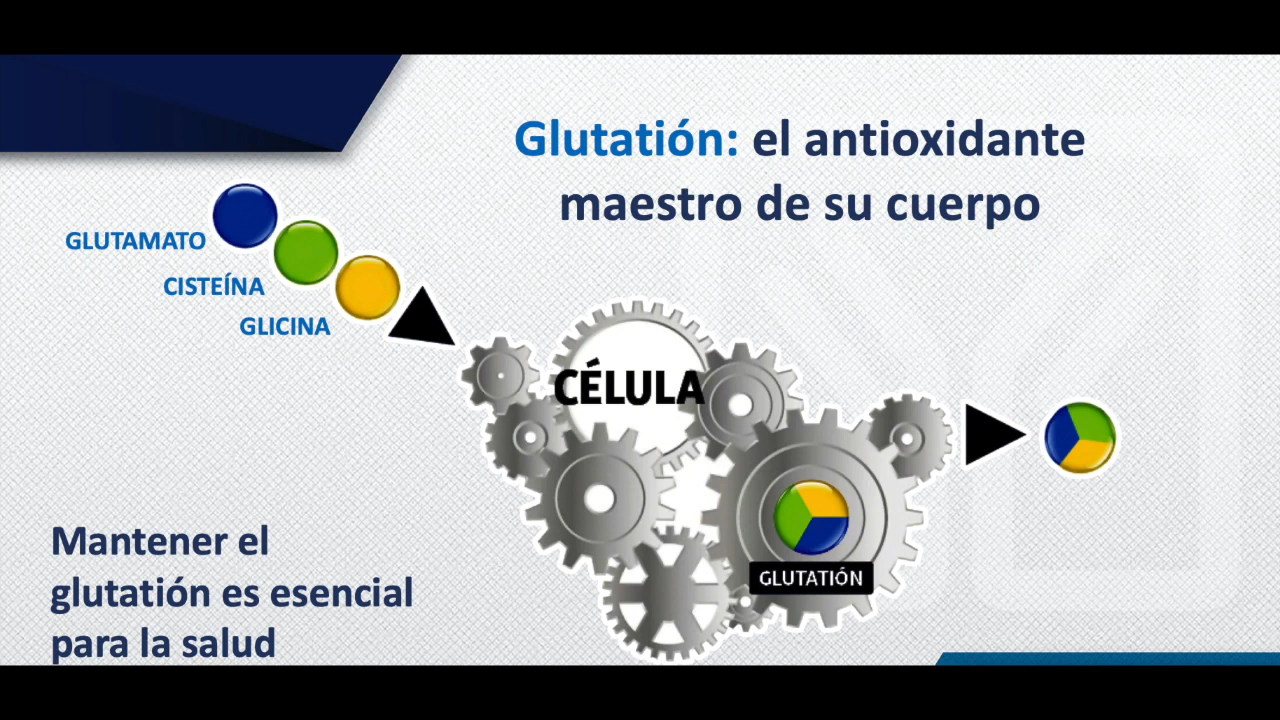 Glutatión: el antioxidante
maestro de su cuerpo
GLUTAMATO
CISTEÍNA
GLICINA
CÉLULA
GLUTATIÓN
Mantener el
glutatión es esencial
para la salud